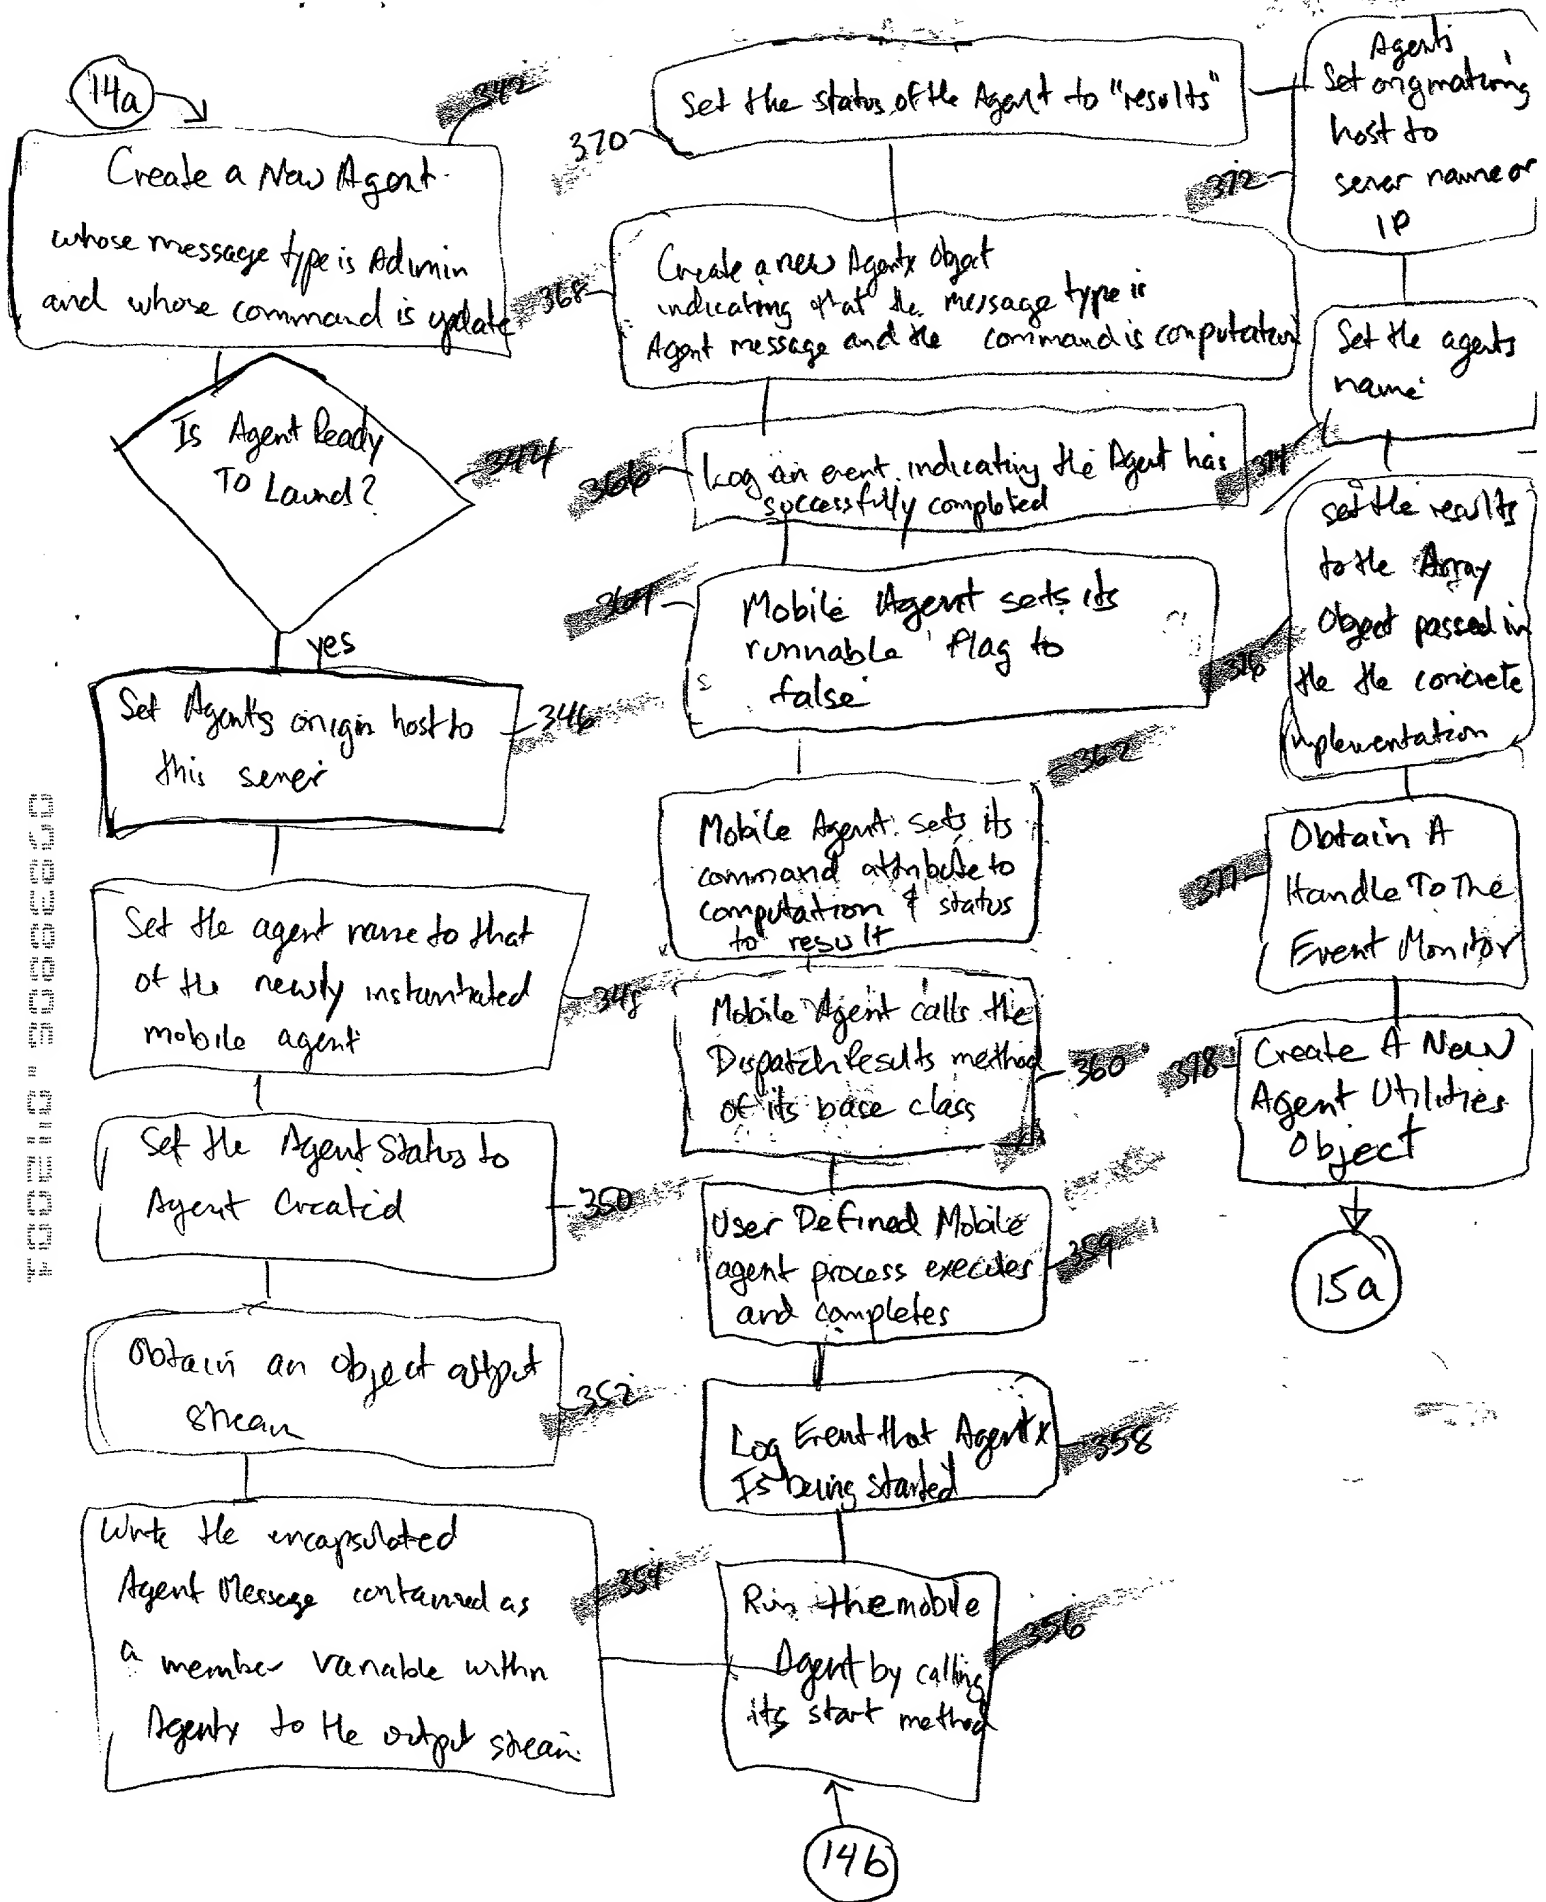 14a
342
Create a New Agent
whose message type is Admin
and whose command is update
Is Agent Ready
To Launch?
344
yes
Set Agent's origin host to
this server
346
Set the agent name to that
of the newly instantiated
mobile agent
348
Set the Agent Status to
Agent Created
350
Obtain an object output
stream
352
Write the encapsulated
Agent Message contained as
a member variable within
Agentx to the output stream
354
Set the status of the Agent to "results"
370
Create a new Agentx Object
indicating that the message type is
Agent message and the command is computation
368
Log an event indicating the Agent has
successfully completed
366
Mobile Agent sets its
runnable flag to
false
364
362
Mobile Agent sets its
command attribute to
computation & status
to result
Mobile Agent calls the
Dispatch Results method
of its base class
360
User Defined Mobile
agent process executes
and completes
359
Log Event that Agentx
Is being started
358
Run the mobile
Agent by calling
its start method
356
14b
Agents
Set originating
host to
server name or
IP
372
Set the agents
name
374
set the results
to the Array
Object passed in
the the concrete
implementation
376
Obtain A
Handle To The
Event Monitor
377
Create A New
Agent Utilities
Object
378
15a